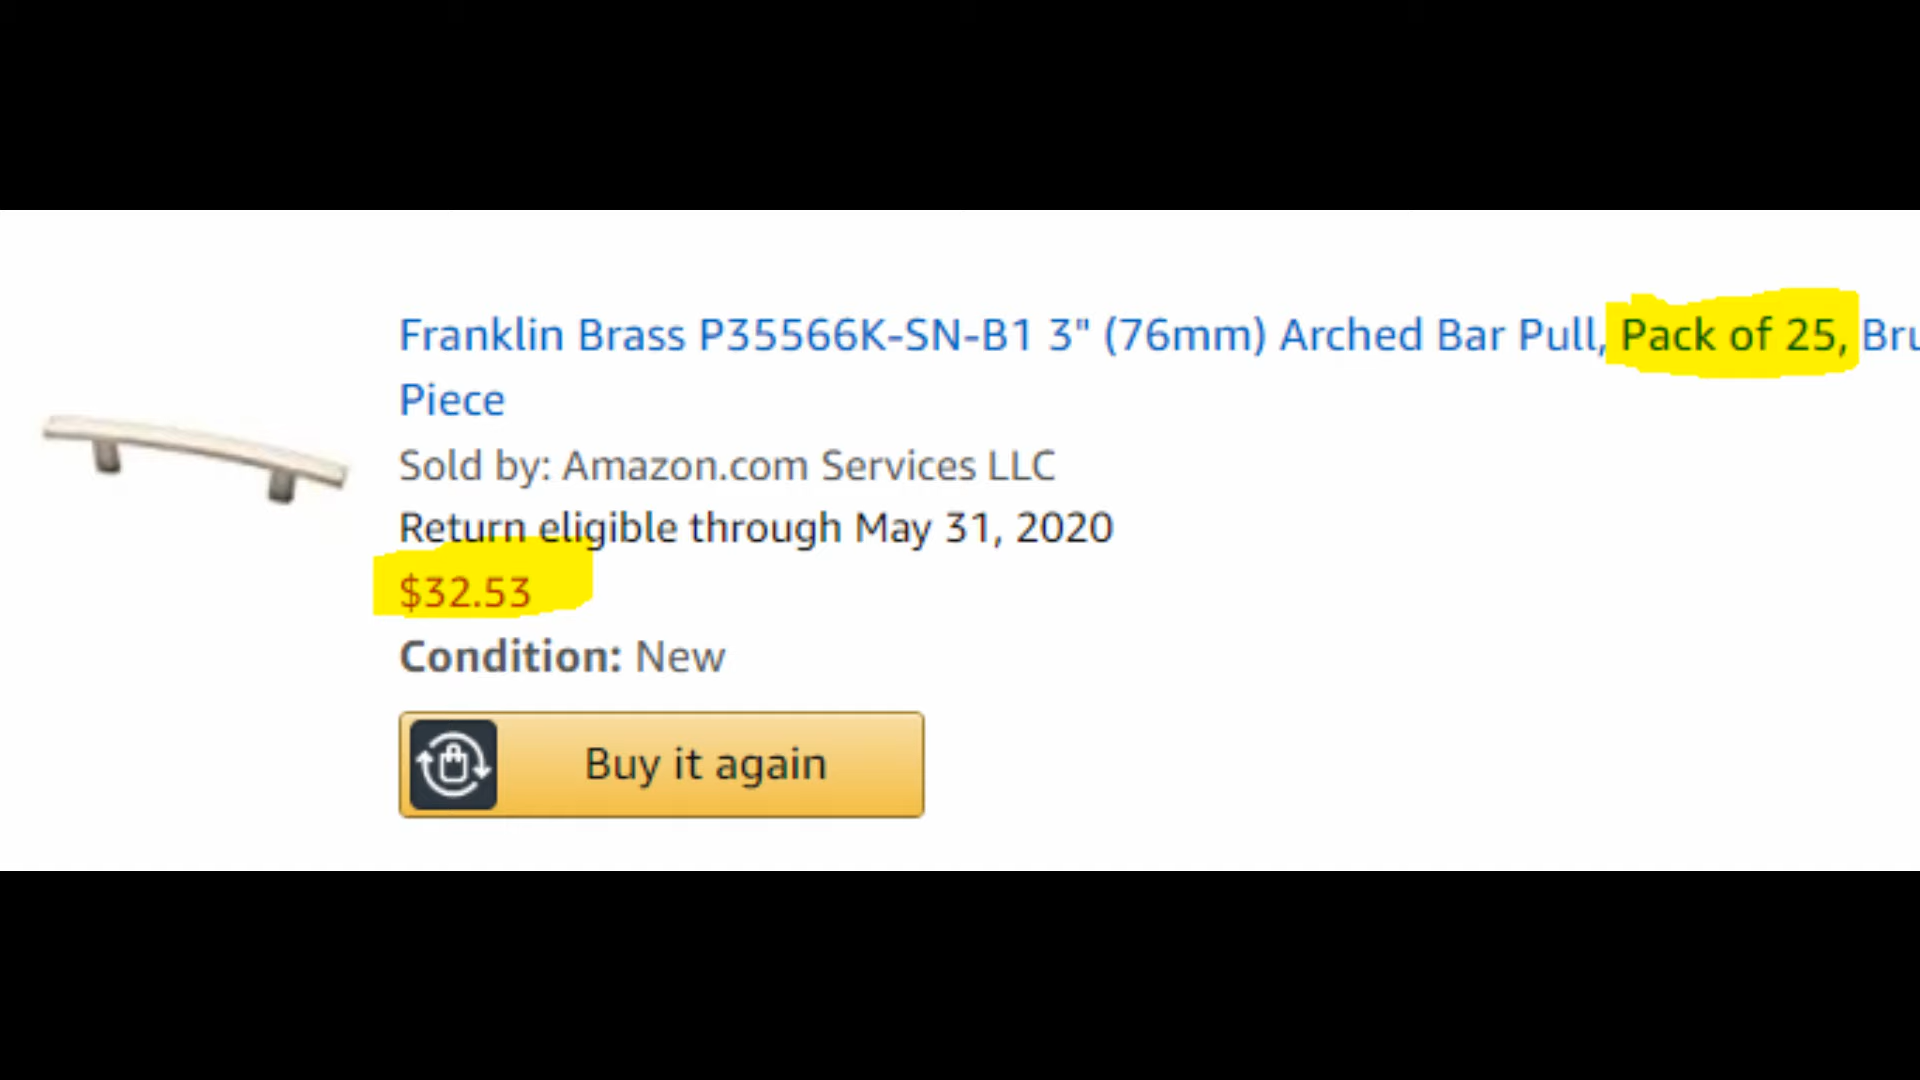 Franklin Brass P35566K-SN-B1 3" (76mm) Arched Bar Pull, Pack of 25, Bru
Piece
Sold by: Amazon.com Services LLC
Return eligible through May 31, 2020
$32.53
Condition: New
Buy it again